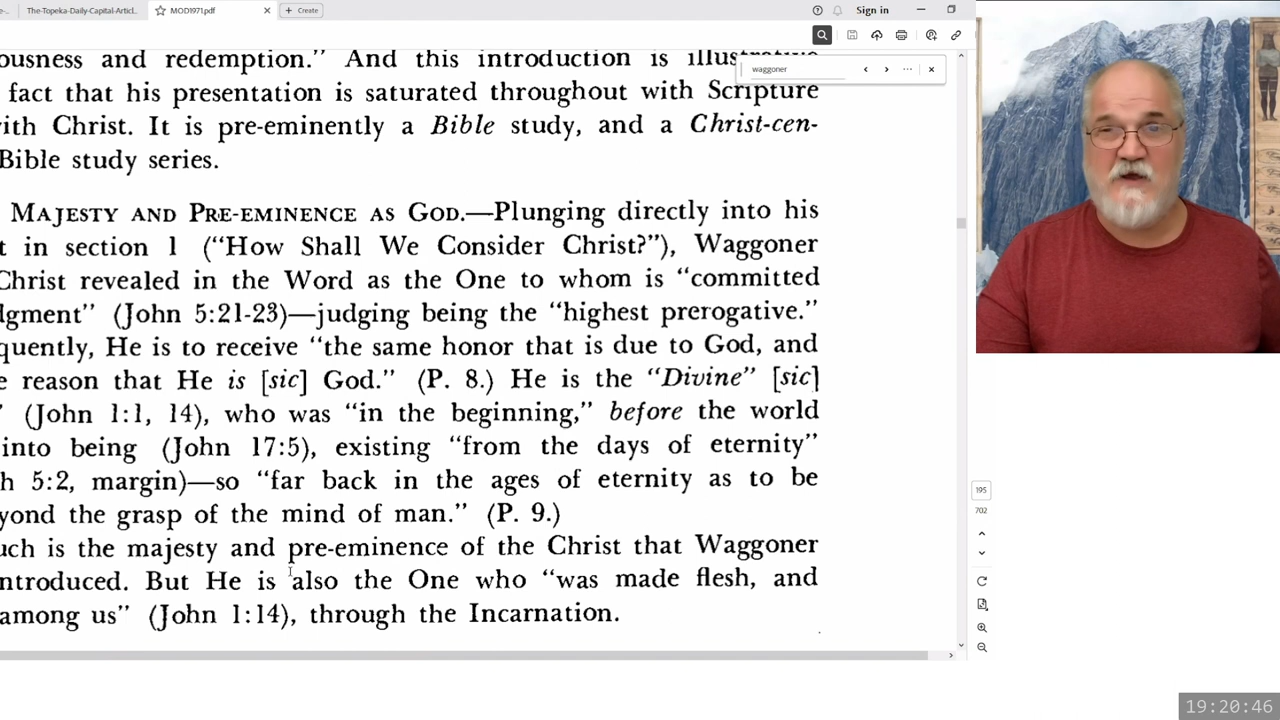 The-Topeka-Daily-Capital-Articl..
MOD1971.pdf
Create
Sign in
waggoner
ousness and redemption." And this introduction is
fact that his presentation is saturated throughout with Scripture
with Christ. It is pre-eminently a Bible study, and a Christ-cen-
Bible study series.
MAJESTY AND PRE-EMINENCE AS GOD.—Plunging directly into his
t in section 1 ("How Shall We Consider Christ?"), Waggoner
Christ revealed in the Word as the One to whom is "committed
dgment" (John 5:21-23)—judging being the "highest prerogative."
quently, He is to receive "the same honor that is due to God, and
e reason that He is [sic] God." (P. 8.) He is the "Divine" [sic]
" (John 1:1, 14), who was "in the beginning," before the world
into being (John 17:5), existing "from the days of eternity"
h 5:2, margin)—so "far back in the ages of eternity as to be
yond the grasp of the mind of man." (P. 9.)
uch is the majesty and pre-eminence of the Christ that Waggoner
ntroduced. But He is also the One who "was made flesh, and
among us" (John 1:14), through the Incarnation.
195
702
19:20:46